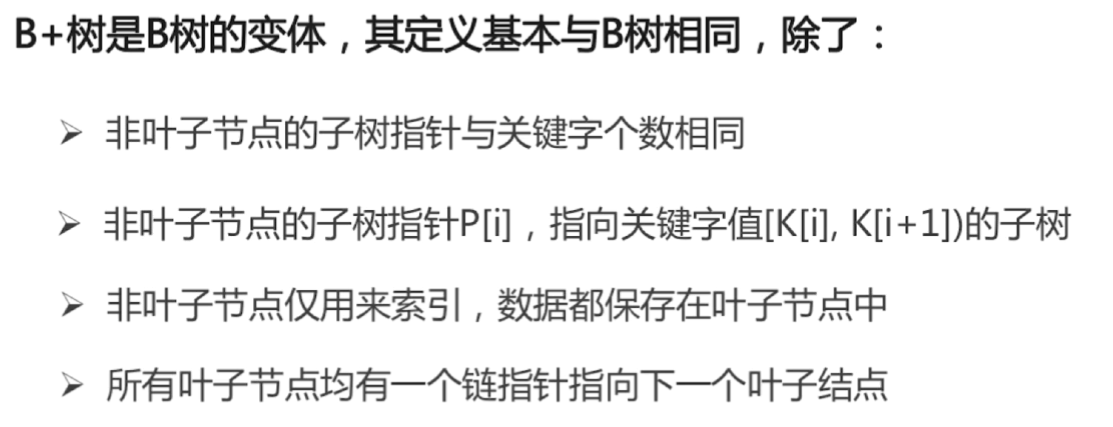 B+树是B树的变体，其定义基本与B树相同，除了：
➢ 非叶子节点的子树指针与关键字个数相同
➢ 非叶子节点的子树指针P[i]，指向关键字值[K[i], K[i+1])的子树
➢ 非叶子节点仅用来索引，数据都保存在叶子节点中
➢ 所有叶子节点均有一个链指针指向下一个叶子结点